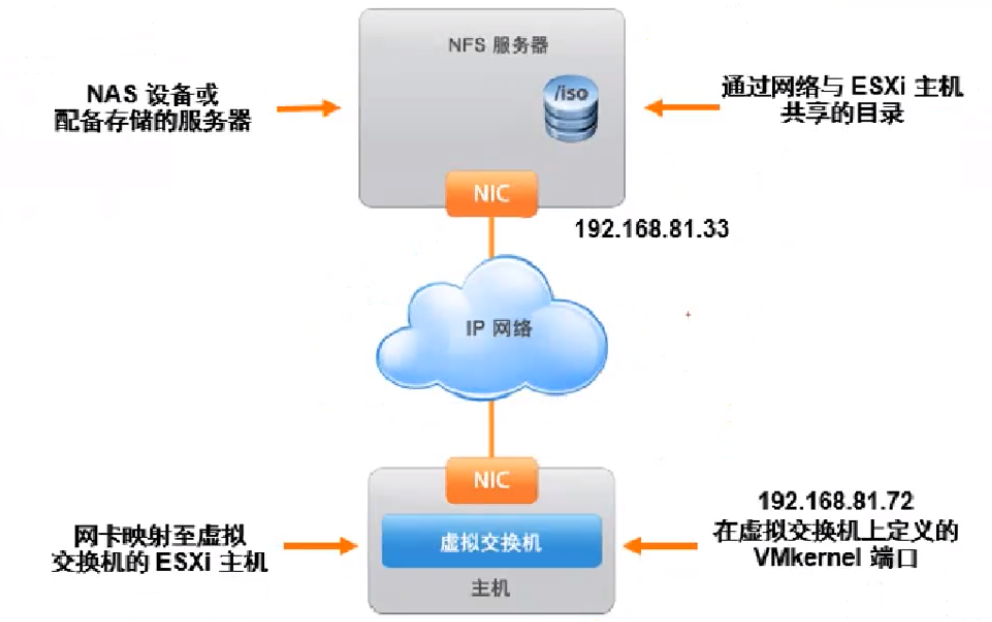 NFS 服务器
NAS 设备或
配备存储的服务器
/iso
通过网络与 ESXi 主机
共享的目录
NIC
192.168.81.33
IP 网络
NIC
网卡映射至虚拟
交换机的 ESXi 主机
虚拟交换机
主机
192.168.81.72
在虚拟交换机上定义的
VMkernel 端口